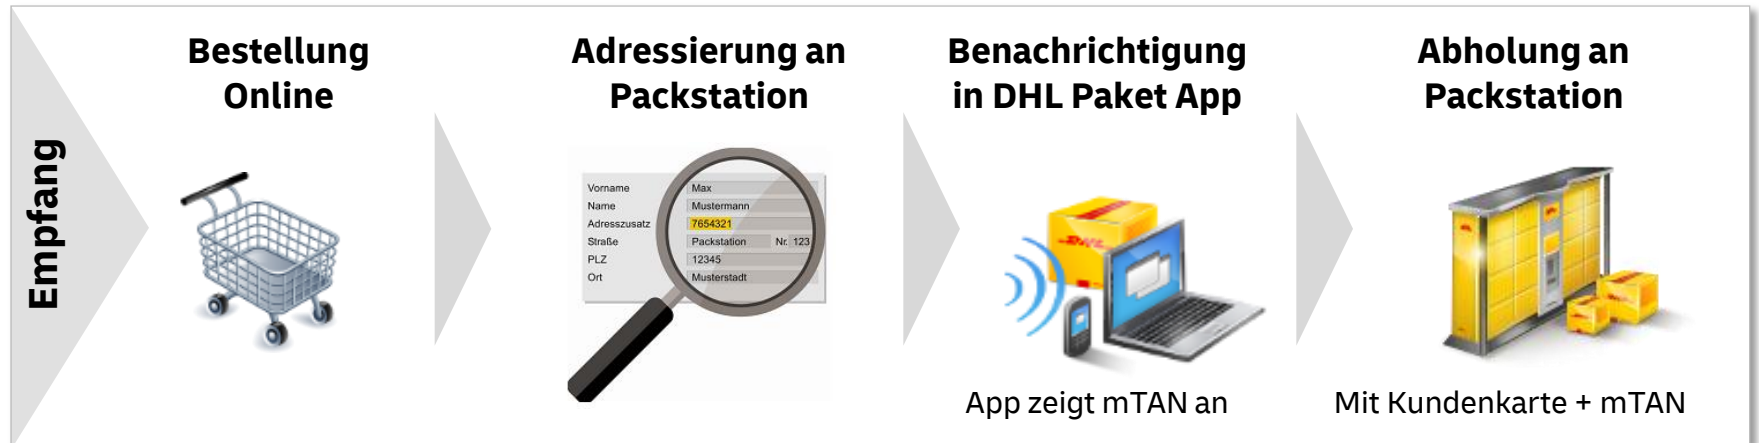 Empfang
Bestellung
Online
Adressierung an
Packstation
Vorname Max
Name Mustermann
Adresszusatz 7654321
Straße Packstation Nr. 123
PLZ 12345
Ort Musterstadt
Benachrichtigung
in DHL Paket App
DHL
App zeigt mTAN an
Abholung an
Packstation
Mit Kundenkarte + mTAN